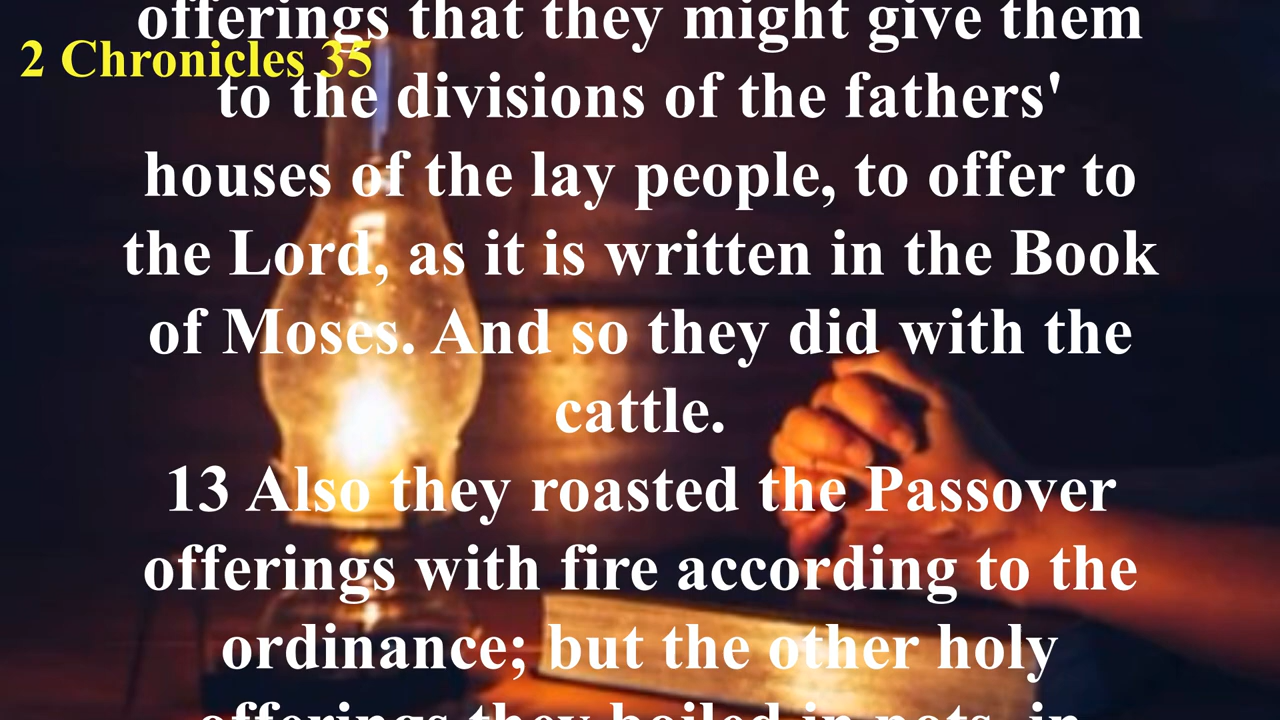 offerings that they might give them
2 Chronicles 35
to the divisions of the fathers'
houses of the lay people, to offer to
the Lord, as it is written in the Book
of Moses. And so they did with the
cattle.
13 Also they roasted the Passover
offerings with fire according to the
ordinance; but the other holy
offerings they boiled in pots, in